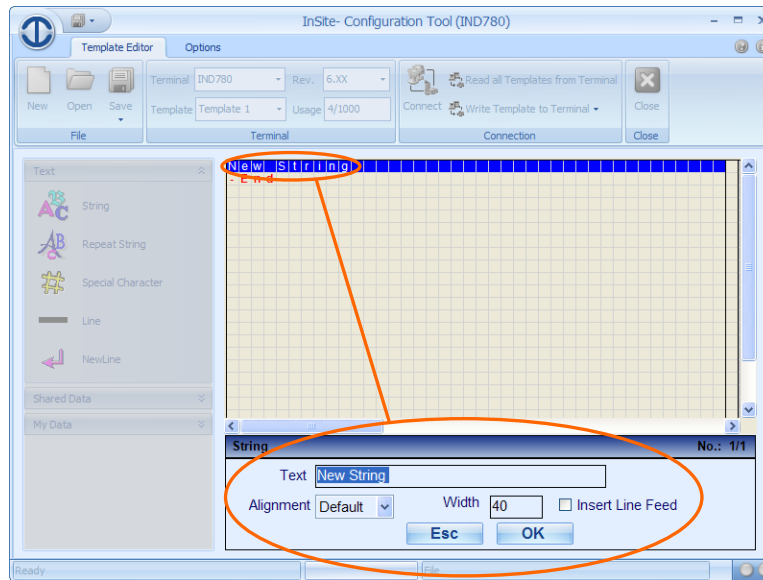 InSite- Configuration Tool (IND780)
Template Editor Options
New Open Save
File
Terminal IND780 Rev. 6.XX
Template Template 1 Usage 4/1000
Terminal
Connect Read all Templates from Terminal
Write Template to Terminal
Connection
Close
Close
Text
String
Repeat String
Special Character
Line
NewLine
Shared Data
My Data
New String
-End
String No.: 1/1
Text New String
Alignment Default Width 40 Insert Line Feed
Esc OK
Ready File